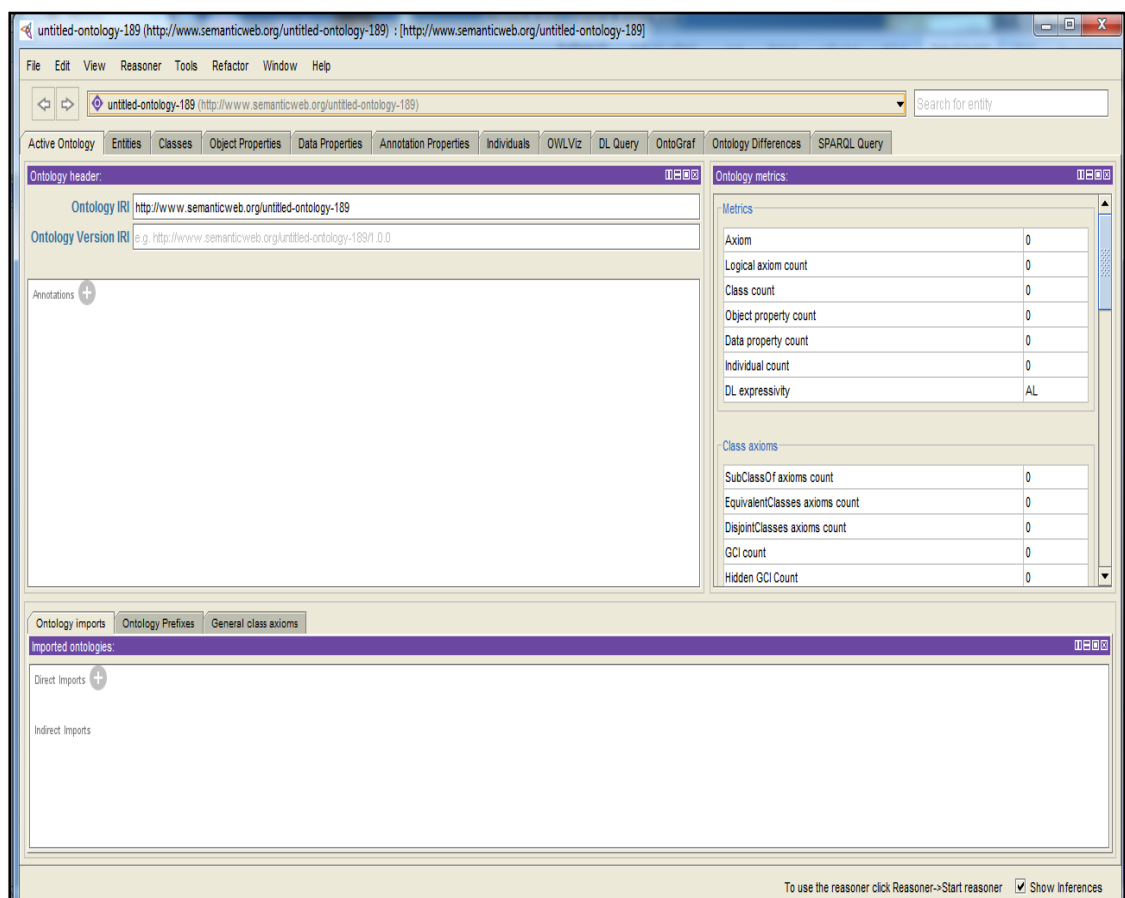 untitled-ontology-189 (http://www.semanticweb.org/untitled-ontology-189) : [http://www.semanticweb.org/untitled-ontology-189]
File Edit View Reasoner Tools Refactor Window Help
untitled-ontology-189 (http://www.semanticweb.org/untitled-ontology-189) Search for entity
Active Ontology Entities Classes Object Properties Data Properties Annotation Properties Individuals OWLViz DL Query OntoGraf Ontology Differences SPARQL Query
Ontology header:
Ontology IRI http://www.semanticweb.org/untitled-ontology-189
Ontology Version IRI e.g. http://www.semanticweb.org/untitled-ontology-189/1.0.0
Annotations
Ontology metrics:
Metrics
Axiom 0
Logical axiom count 0
Class count 0
Object property count 0
Data property count 0
Individual count 0
DL expressivity AL
Class axioms
SubClassOf axioms count 0
EquivalentClasses axioms count 0
DisjointClasses axioms count 0
GCI count 0
Hidden GCI Count 0
Ontology imports Ontology Prefixes General class axioms
Imported ontologies:
Direct Imports
Indirect Imports
To use the reasoner click Reasoner->Start reasoner Show Inferences